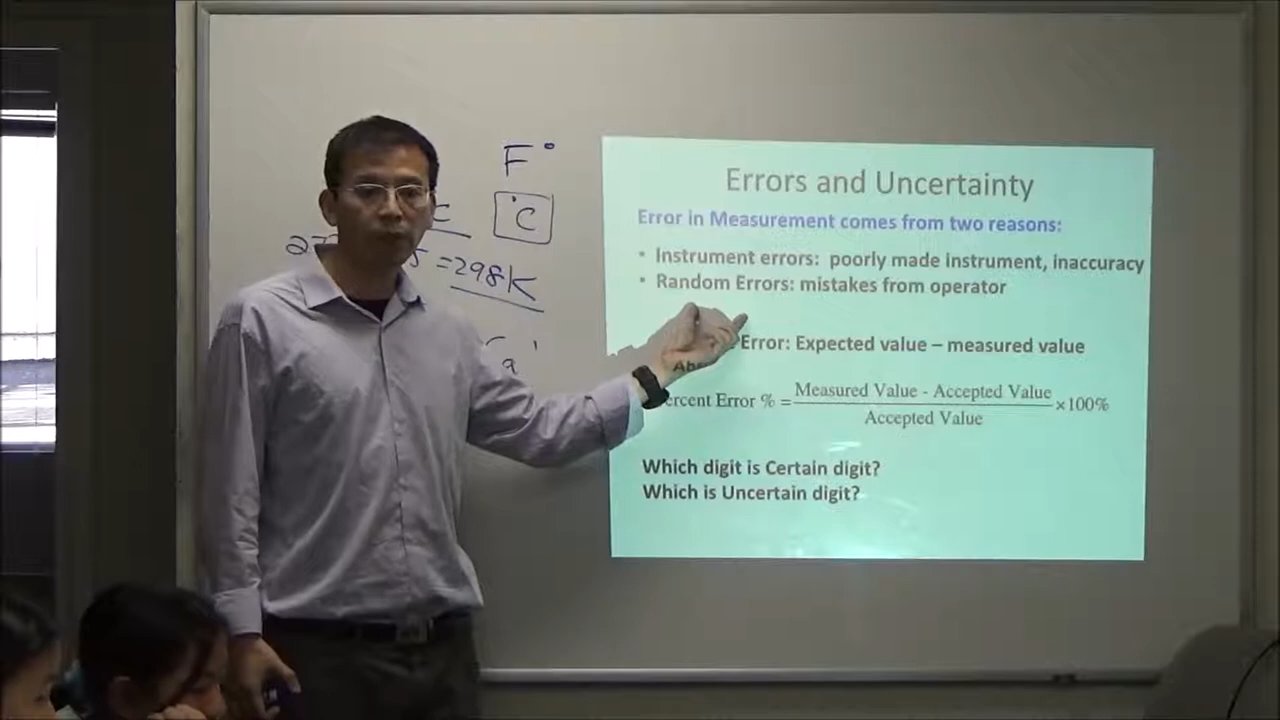 F°
°C
C
=298K
Errors and Uncertainty
Error in Measurement comes from two reasons:
• Instrument errors: poorly made instrument, inaccuracy
• Random Errors: mistakes from operator
Error: Expected value – measured value
Percent Error % = Measured Value - Accepted Value
Accepted Value ×100%
Which digit is Certain digit?
Which is Uncertain digit?